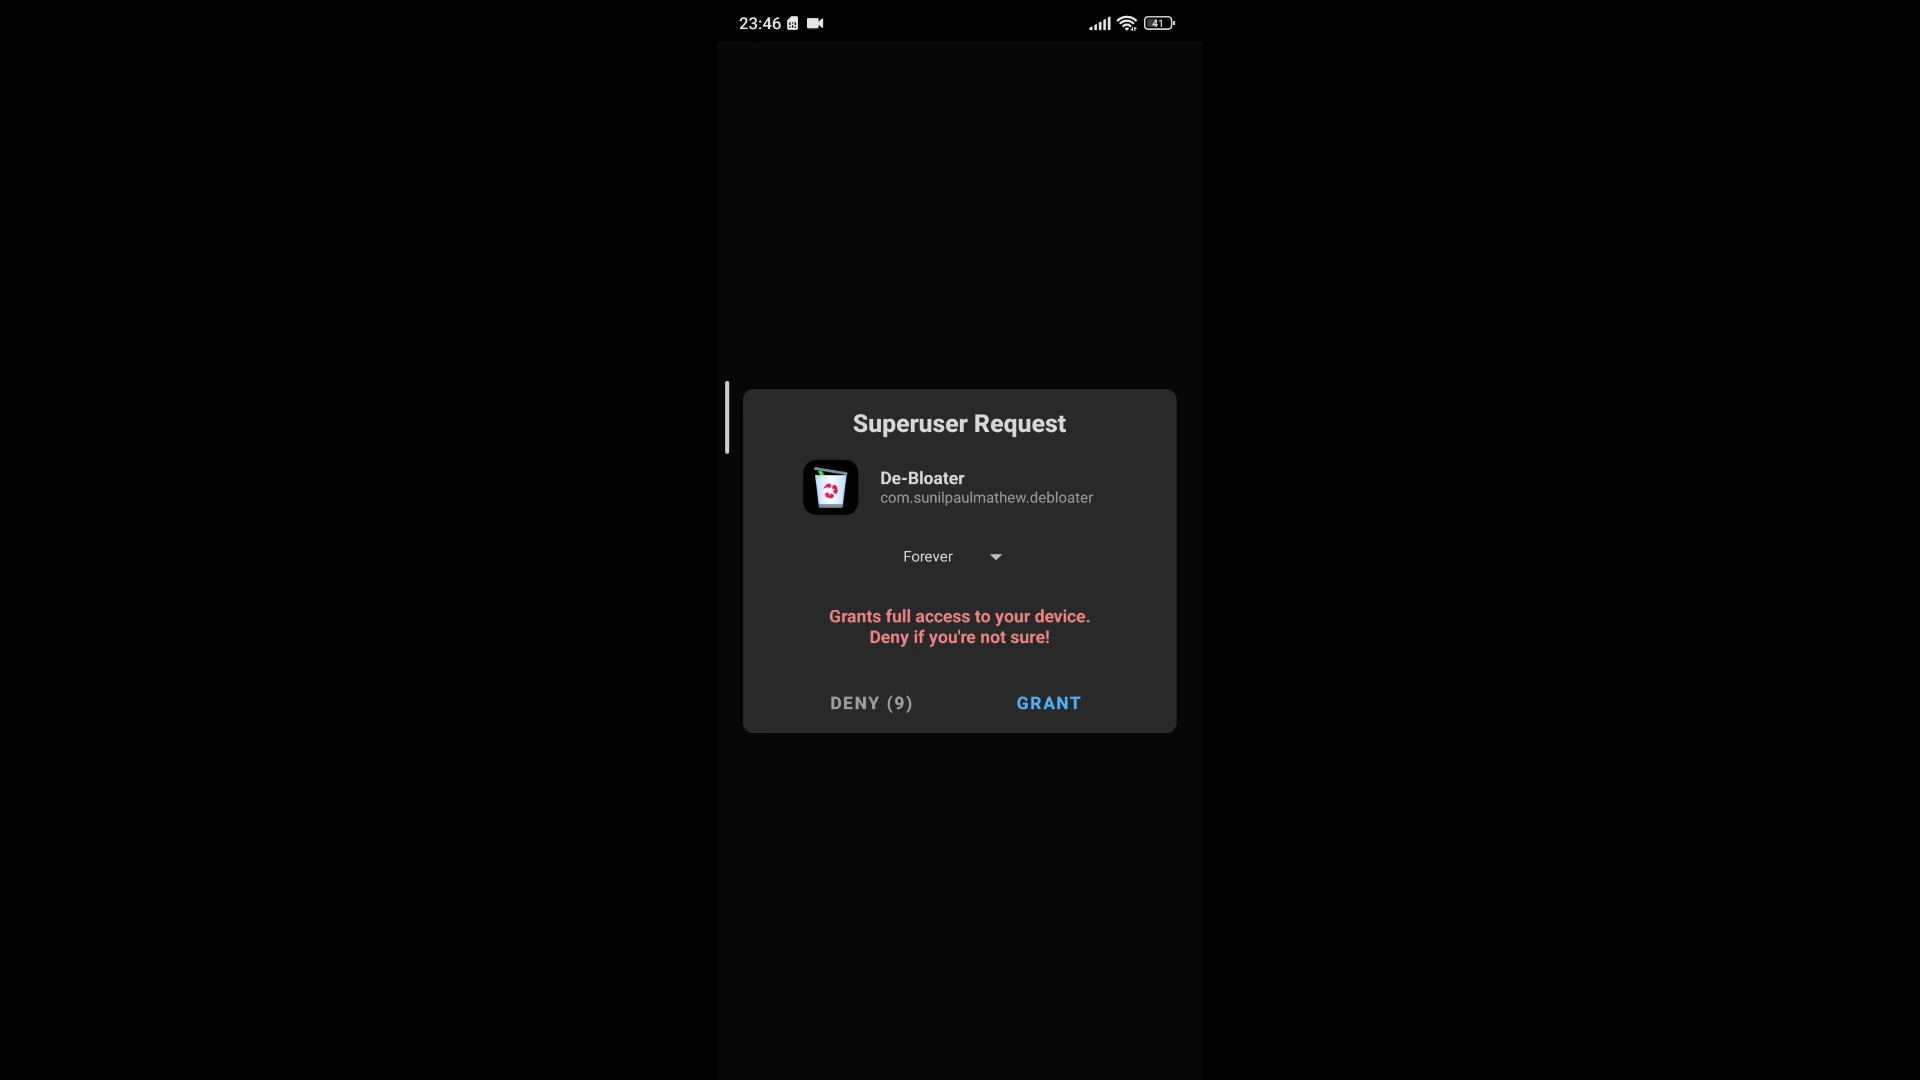 23:46
41
Superuser Request
De-Bloater
com.sunilpaulmathew.debloater
Forever
Grants full access to your device.
Deny if you're not sure!
DENY (9)
GRANT